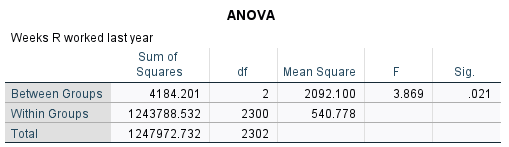 ANOVA
Weeks R worked last year
Sum of Squares df Mean Square F Sig.
Between Groups 4184.201 2 2092.100 3.869 .021
Within Groups 1243788.532 2300 540.778
Total 1247972.732 2302